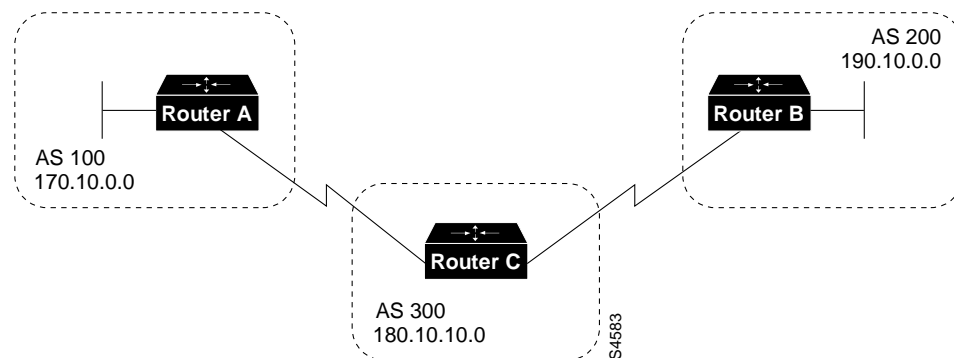 AS 200
190.10.0.0
Router A
Router B
AS 100
170.10.0.0
Router C
AS 300
180.10.10.0
S4583